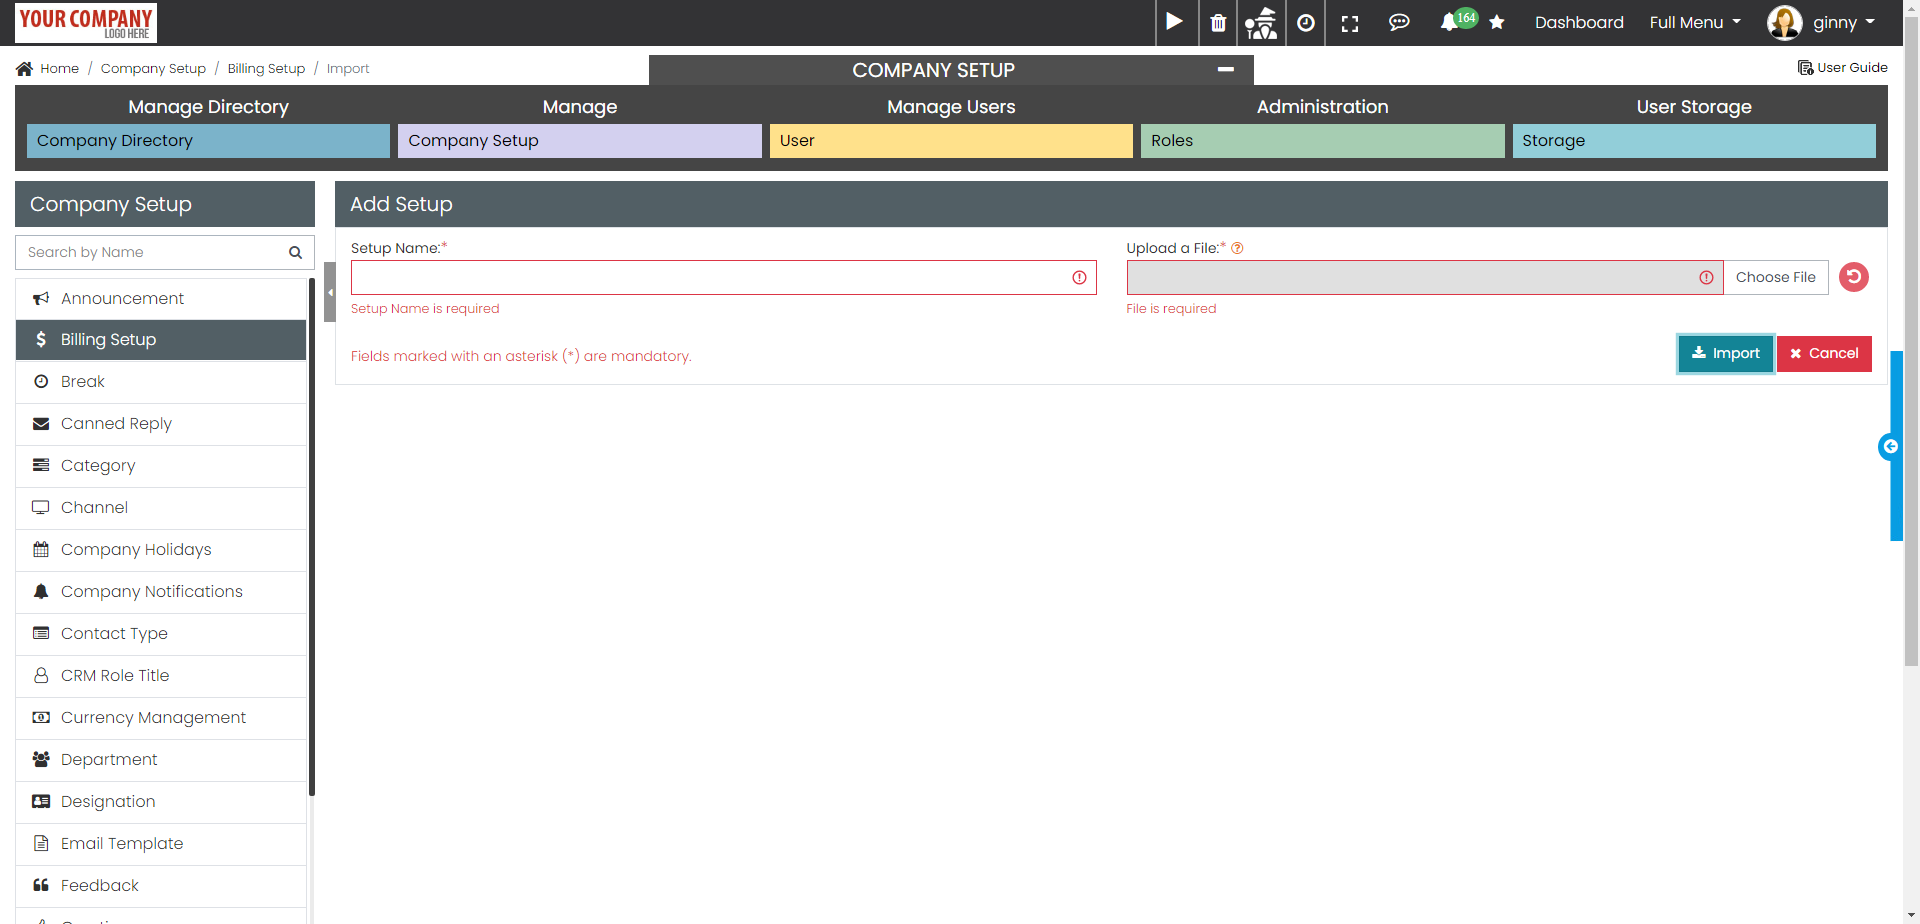 YOUR COMPANY
LOGO HERE
164
Dashboard
Full Menu
ginny
Home / Company Setup / Billing Setup / Import
COMPANY SETUP
User Guide
Manage Directory
Manage
Manage Users
Administration
User Storage
Company Directory
Company Setup
User
Roles
Storage
Company Setup
Search by Name
Announcement
Billing Setup
Break
Canned Reply
Category
Channel
Company Holidays
Company Notifications
Contact Type
CRM Role Title
Currency Management
Department
Designation
Email Template
Feedback
Add Setup
Setup Name:*
Upload a File:*
Choose File
Setup Name is required
File is required
Fields marked with an asterisk (*) are mandatory.
Import
Cancel